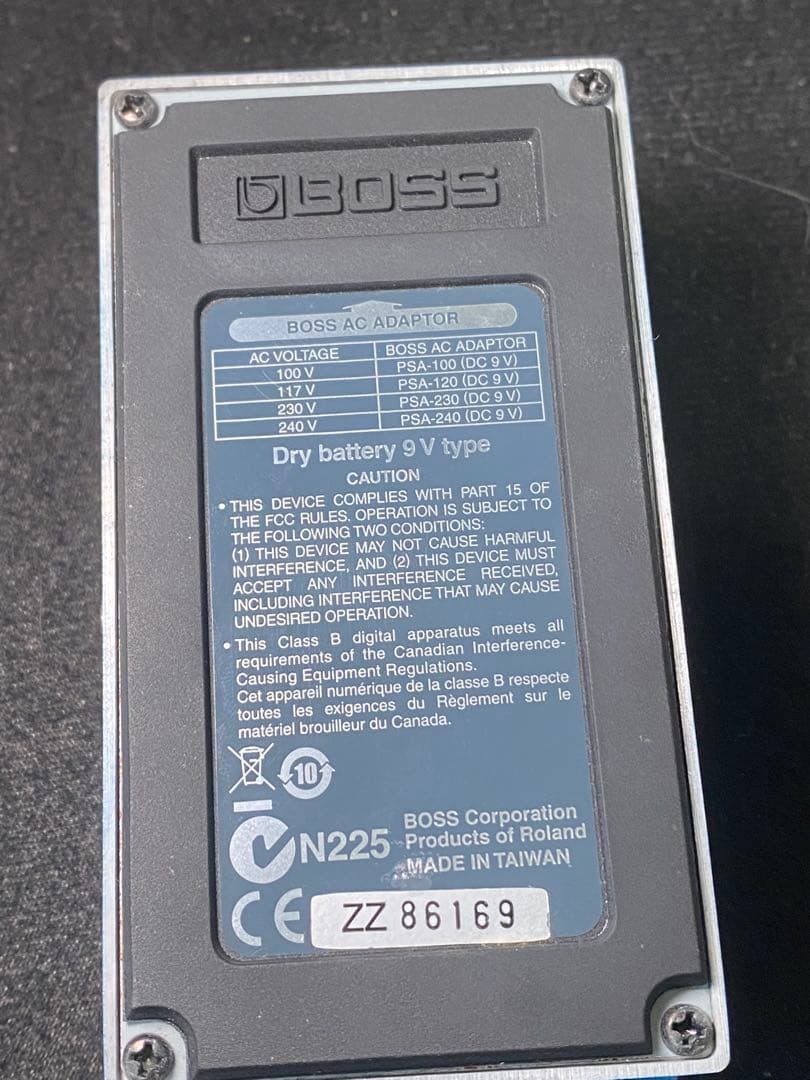 BOSS
BOSS AC ADAPTOR
AC VOLTAGE BOSS AC ADAPTOR
100 V PSA-100 (DC 9 V)
117 V PSA-120 (DC 9 V)
230 V PSA-230 (DC 9 V)
240 V PSA-240 (DC 9 V)
Dry battery 9 V type
CAUTION
• THIS DEVICE COMPLIES WITH PART 15 OF
THE FCC RULES. OPERATION IS SUBJECT TO
THE FOLLOWING TWO CONDITIONS:
(1) THIS DEVICE MAY NOT CAUSE HARMFUL
INTERFERENCE, AND (2) THIS DEVICE MUST
ACCEPT ANY INTERFERENCE RECEIVED,
INCLUDING INTERFERENCE THAT MAY CAUSE
UNDESIRED OPERATION.
• This Class B digital apparatus meets all
requirements of the Canadian Interference-
Causing Equipment Regulations.
Cet appareil numérique de la classe B respecte
toutes les exigences du Règlement sur le
matériel brouilleur du Canada.
10
N225
BOSS Corporation
Products of Roland
MADE IN TAIWAN
CE
ZZ 86169